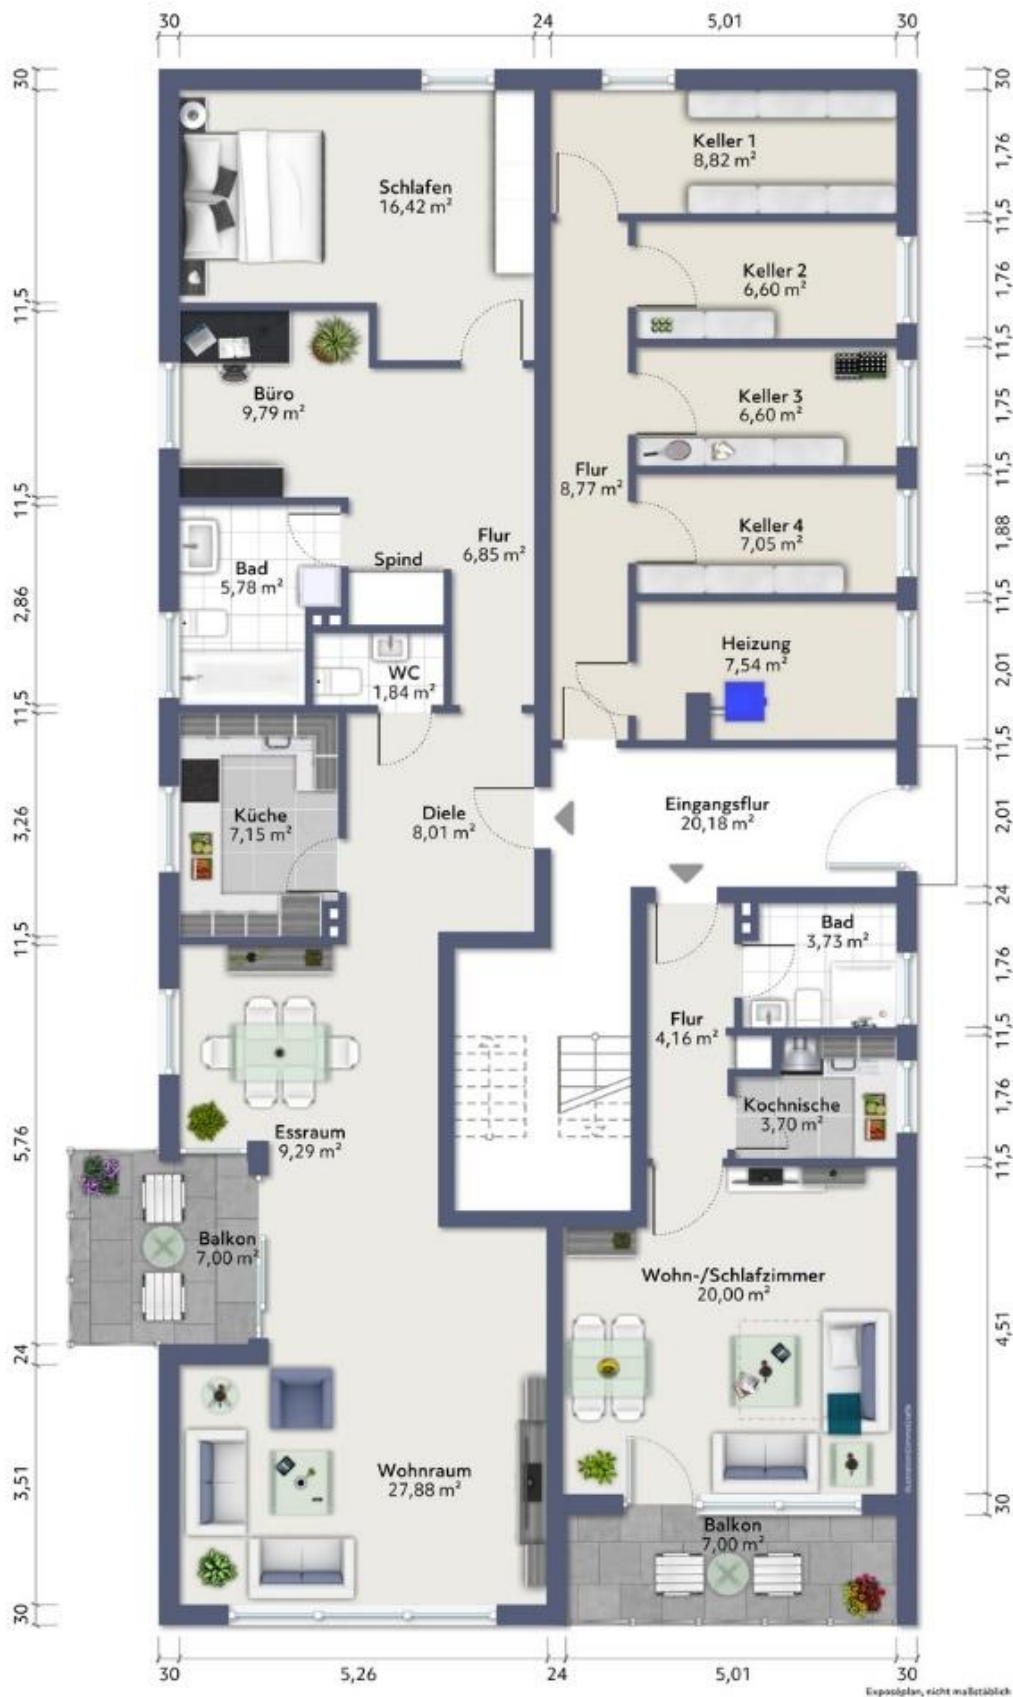 30
24
5,01
30
30
11,5
11,5
11,5
2,86
11,5
3,26
11,5
5,76
24
3,51
30
30
1,76
11,5
1,76
11,5
1,75
11,5
1,88
11,5
2,01
11,5
2,01
24
1,76
11,5
1,76
11,5
4,51
30
Schlafen
16,42 m²
Keller 1
8,82 m²
Keller 2
6,60 m²
Büro
9,79 m²
Keller 3
6,60 m²
Flur
8,77 m²
Keller 4
7,05 m²
Flur
6,85 m²
Spind
Bad
5,78 m²
Heizung
7,54 m²
WC
1,84 m²
Küche
7,15 m²
Diele
8,01 m²
Eingangsflur
20,18 m²
Bad
3,73 m²
Flur
4,16 m²
Kochnische
3,70 m²
Essraum
9,29 m²
Balkon
7,00 m²
Wohn-/Schlafzimmer
20,00 m²
Wohnraum
27,88 m²
Balkon
7,00 m²
30
5,26
24
5,01
30
Exposéplan, nicht maßstäblich